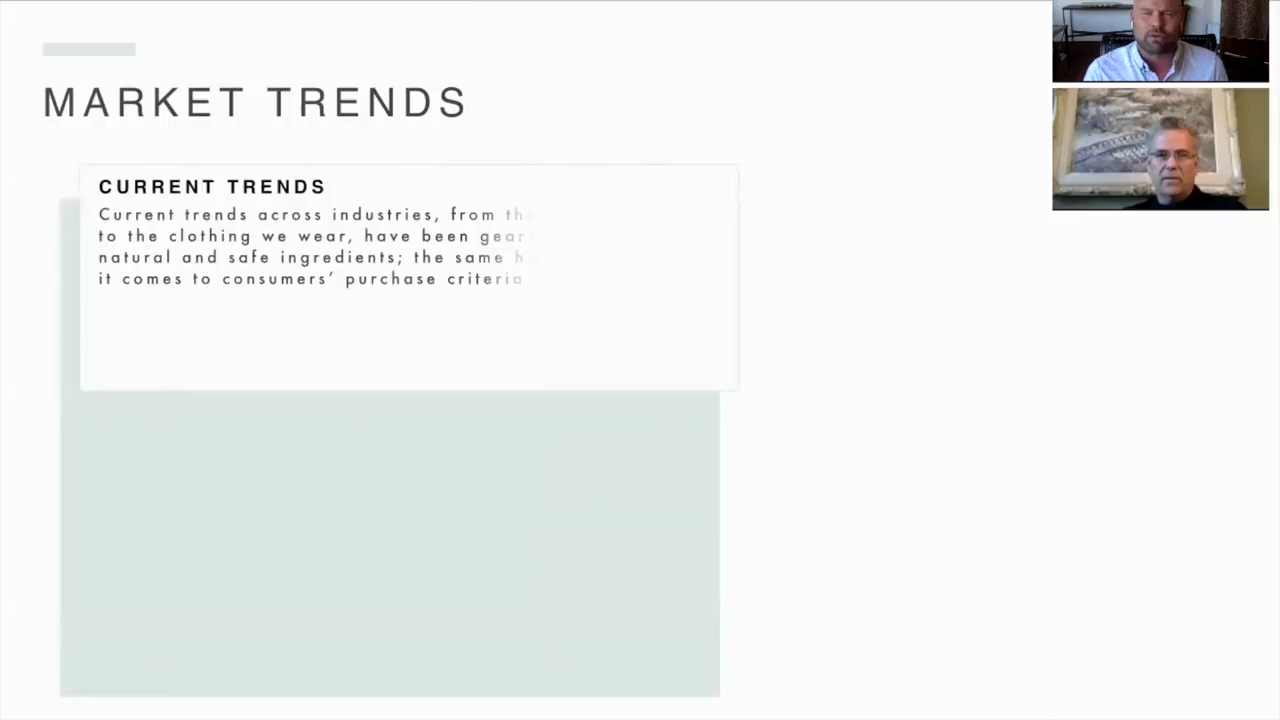 MARKET TRENDS
CURRENT TRENDS
Current trends across industries, from
to the clothing we wear, have been
natural and safe ingredients; the same
it comes to consumers’ purchase criteria